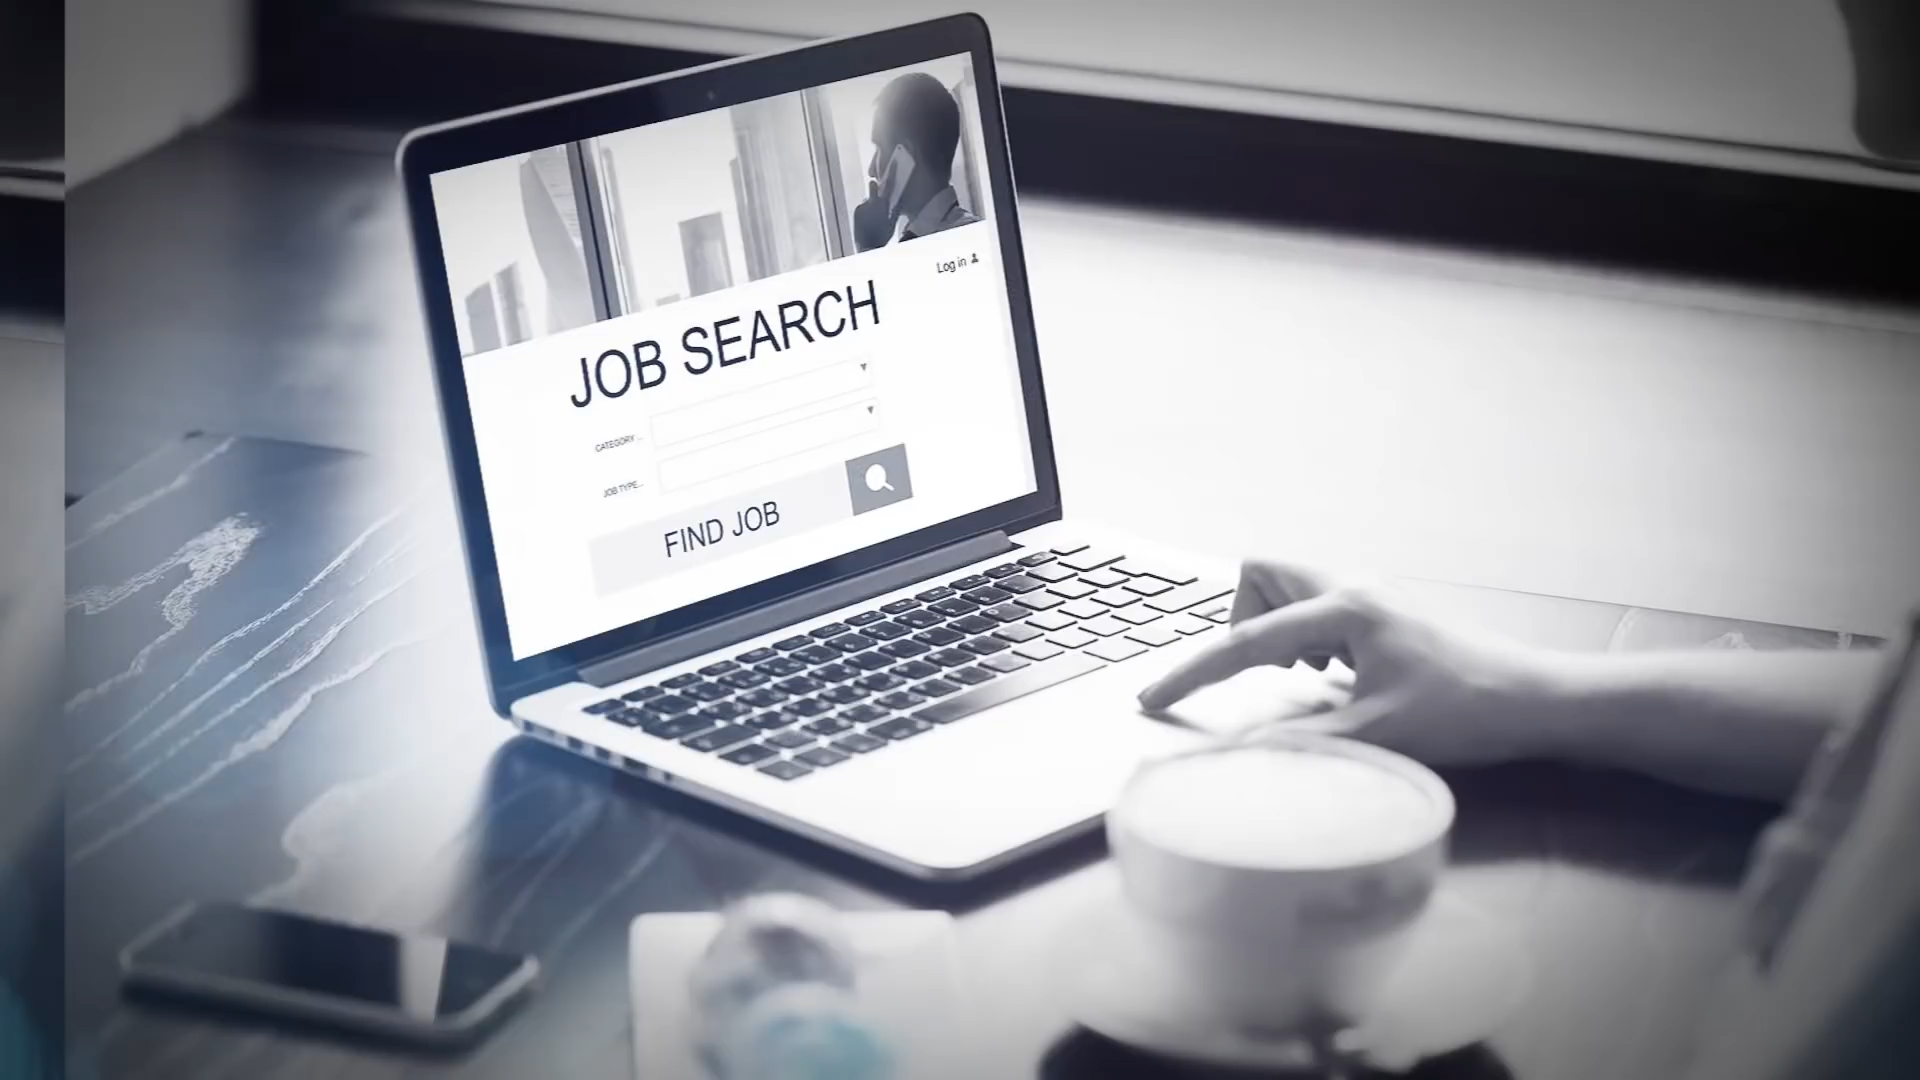 Log in
JOB SEARCH
CATEGORY...
JOB TYPE...
FIND JOB